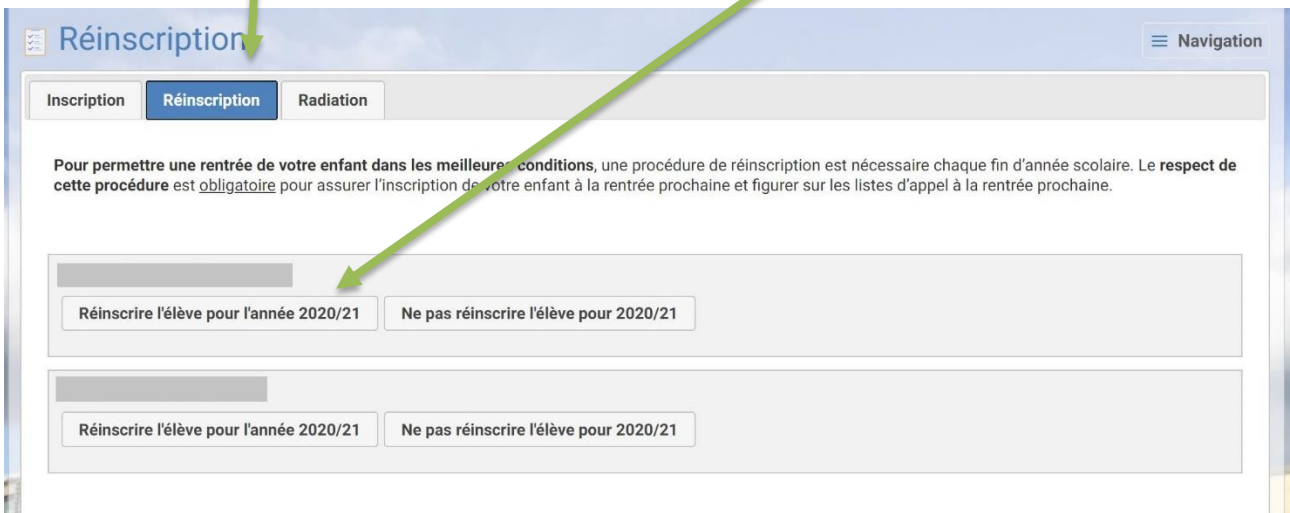 Réinscription
Navigation
Inscription Réinscription Radiation
Pour permettre une rentrée de votre enfant dans les meilleures conditions, une procédure de réinscription est nécessaire chaque fin d'année scolaire. Le respect de
cette procédure est obligatoire pour assurer l'inscription de votre enfant à la rentrée prochaine et figurer sur les listes d'appel à la rentrée prochaine.
Réinscrire l'élève pour l'année 2020/21 Ne pas réinscrire l'élève pour 2020/21
Réinscrire l'élève pour l'année 2020/21 Ne pas réinscrire l'élève pour 2020/21